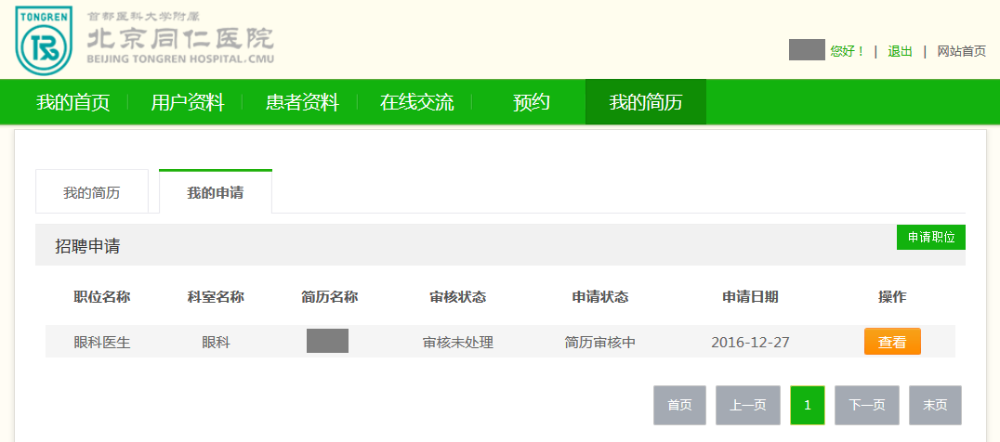 TONGREN
首都医科大学附属
北京同仁医院
BEIJING TONGREN HOSPITAL.CMU
您好！ | 退出 | 网站首页
我的首页 用户资料 患者资料 在线交流 预约 我的简历
我的简历 我的申请
招聘申请 申请职位
职位名称 科室名称 简历名称 审核状态 申请状态 申请日期 操作
眼科医生 眼科 审核未处理 简历审核中 2016-12-27 查看
首页 上一页 1 下一页 末页